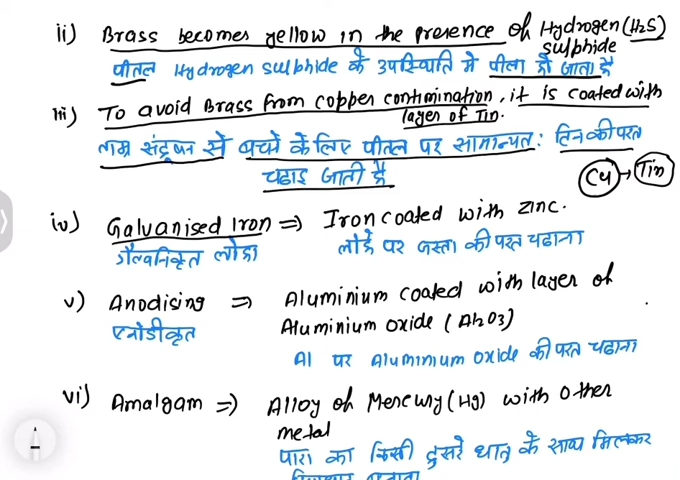 ii) Brass becomes yellow in the presence of Hydrogen (H2S)
sulphide
पीतल Hydrogen sulphide के उपस्थिति में पीला हो जाता है
iii) To avoid Brass from copper contimination, it is coated with
layer of Tin.
ताम्र संदूषन से बचने के लिए पीतल पर सामान्यत: टिन की परत
चढाइ जाती है
Cu → Tin
iv) Galvanised Iron ⇒ Iron coated with zinc.
गैल्वनिकृत लोहा लोहे पर जस्ता की परत चढाना
v) Anodising ⇒ Aluminium coated with layer of
एनोडीकृत Aluminium oxide (Al2O3)
Al पर Aluminium oxide की परत चढाना
vi) Amalgam ⇒ Alloy of Mercury (Hg) with other
metal
पारा का किसी दुसरे धातु के साथ मिलकर